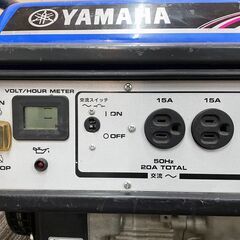 YAMAHA
VOLT/HOUR METER
交流スイッチ
ON
OFF
15A 15A
50Hz
20A TOTAL
交流